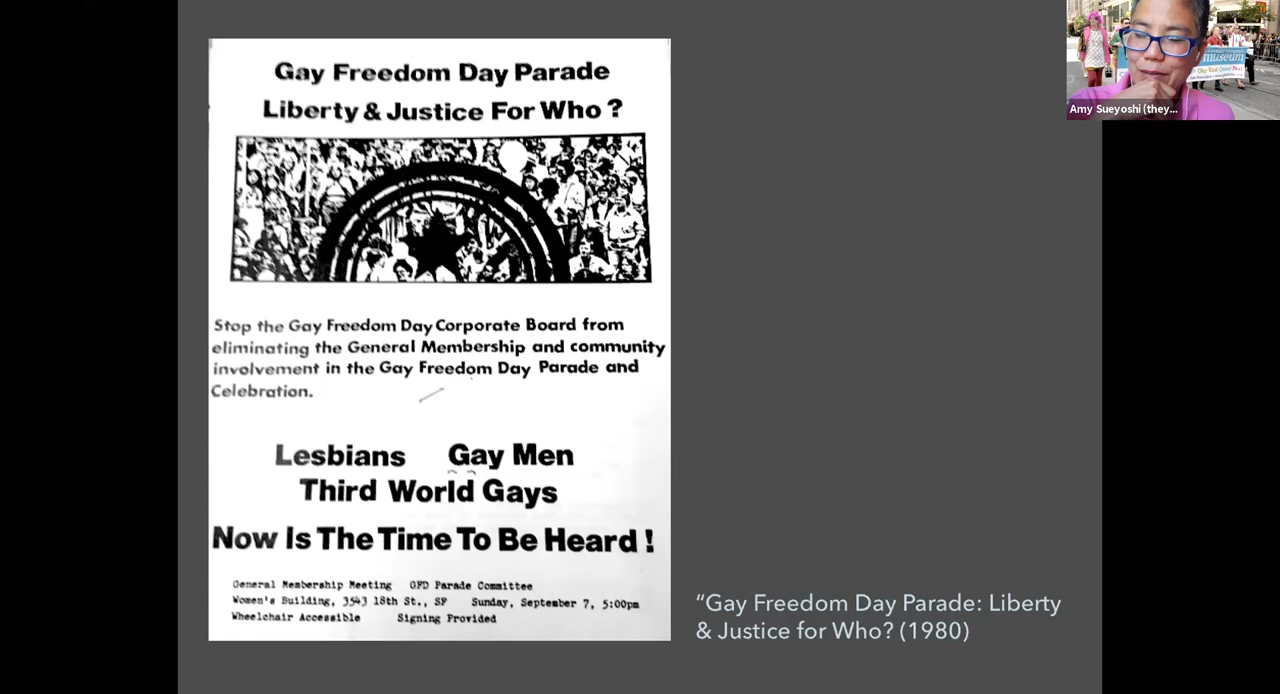 Gay Freedom Day Parade
Liberty & Justice For Who?
Stop the Gay Freedom Day Corporate Board from
eliminating the General Membership and community
involvement in the Gay Freedom Day Parade and
Celebration.
Lesbians Gay Men
Third World Gays
Now Is The Time To Be Heard!
General Membership Meeting GFD Parade Committee
Women's Building, 3543 18th St., SF Sunday, September 7, 5:00pm
Wheelchair Accessible Signing Provided
“Gay Freedom Day Parade: Liberty
& Justice for Who? (1980)
museum
Amy Sueyoshi (they...